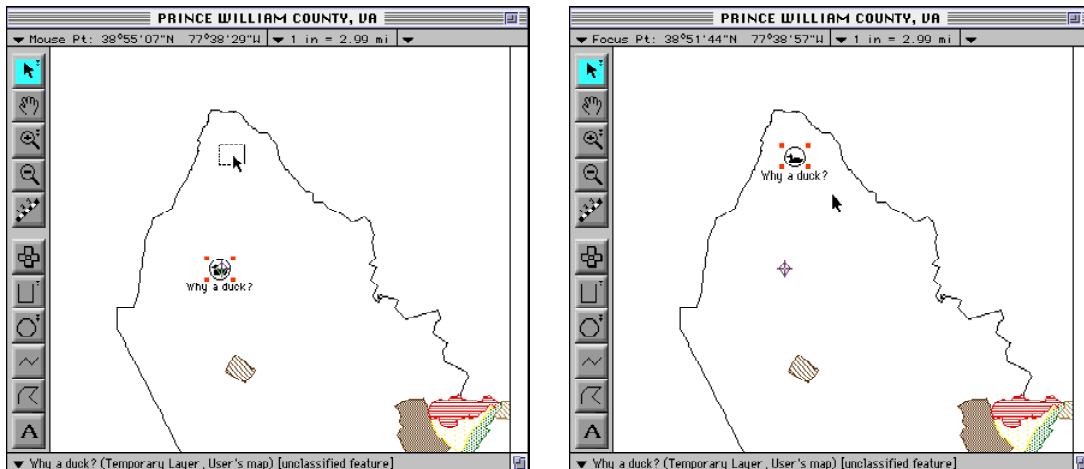 PRINCE WILLIAM COUNTY, VA
Mouse Pt: 38°55'07"N 77°38'29"W 1 in = 2.99 mi
Why a duck?
A
Why a duck? (Temporary Layer, User's map) [unclassified feature]
PRINCE WILLIAM COUNTY, VA
Focus Pt: 38°51'44"N 77°38'57"W 1 in = 2.99 mi
Why a duck?
A
Why a duck? (Temporary Layer, User's map) [unclassified feature]